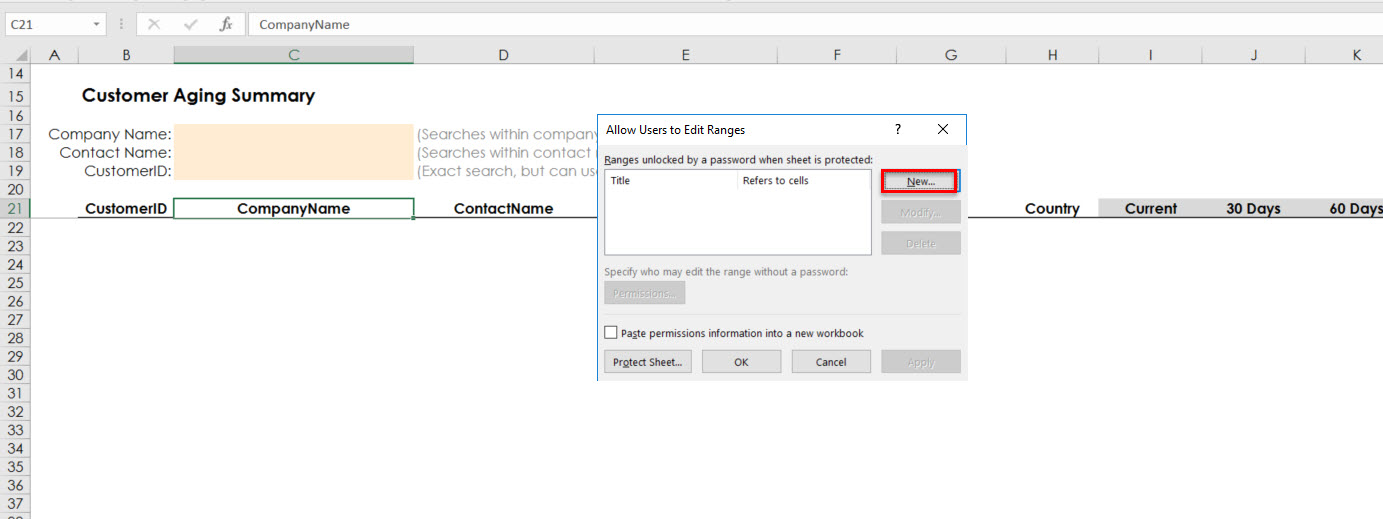 C21 fx CompanyName
A B C D E F G H I J K
14
15 Customer Aging Summary
16
17 Company Name: (Searches within company
18 Contact Name: (Searches within contact
19 CustomerID: (Exact search, but can us
20
21 CustomerID CompanyName ContactName Country Current 30 Days 60 Days
22
23
24
25
26
27
28
29
30
31
32
33
34
35
36
37
Allow Users to Edit Ranges ?
Ranges unlocked by a password when sheet is protected:
Title Refers to cells New...
Modify...
Delete
Specify who may edit the range without a password:
Permissions...
Paste permissions information into a new workbook
Protect Sheet... OK Cancel Apply